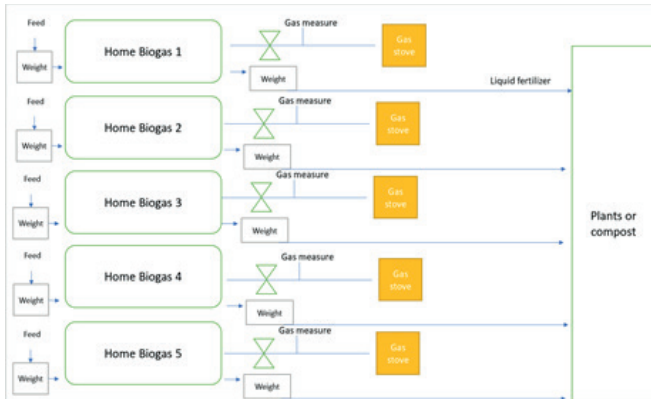 Feed
Gas measure
Weight
Home Biogas 1
Gas
stove
Weight
Liquid fertilizer
Feed
Gas measure
Weight
Home Biogas 2
Gas
stove
Weight
Feed
Gas measure
Weight
Home Biogas 3
Gas
stove
Weight
Plants or
compost
Feed
Gas measure
Weight
Home Biogas 4
Gas
stove
Weight
Feed
Gas measure
Weight
Home Biogas 5
Gas
stove
Weight